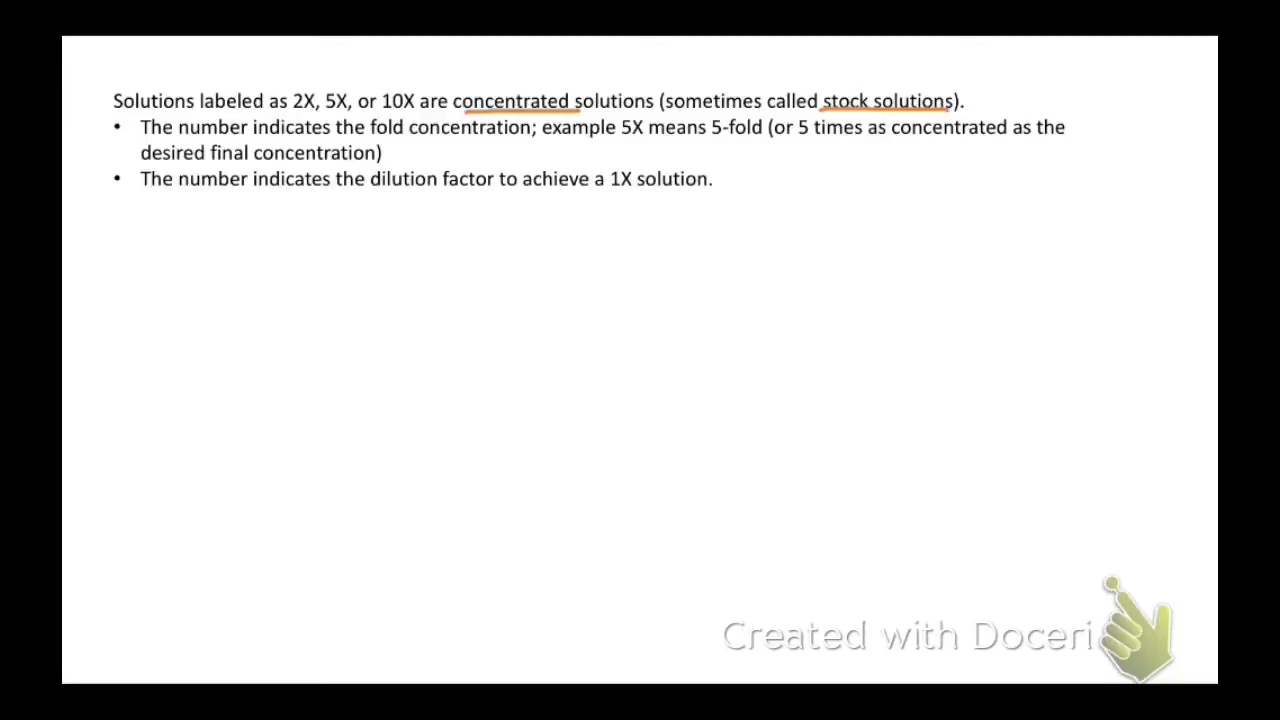 Solutions labeled as 2X, 5X, or 10X are concentrated solutions (sometimes called stock solutions).
• The number indicates the fold concentration; example 5X means 5-fold (or 5 times as concentrated as the
desired final concentration)
• The number indicates the dilution factor to achieve a 1X solution.
Created with Doceri